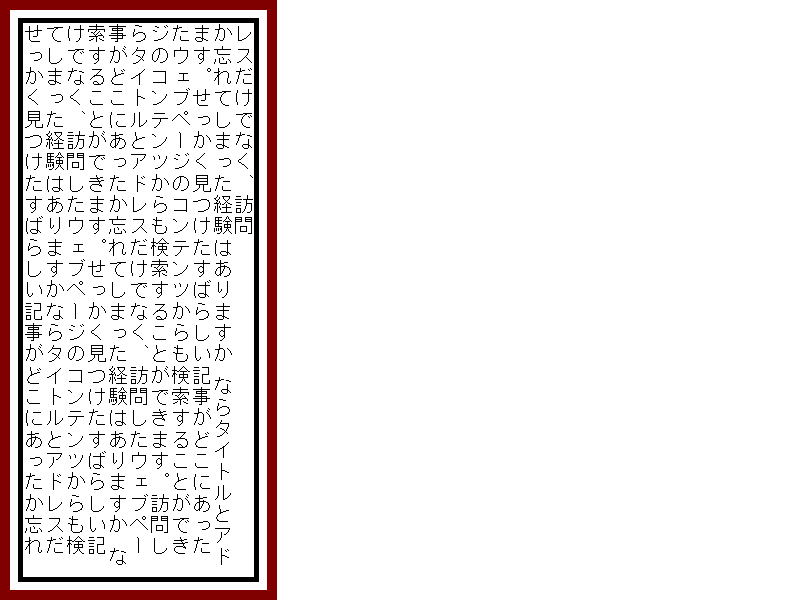 せっかく見つけたすばらしい記事がどこにあったか忘れ
てしまった経験はありますかならタイトルとアドレスだ
けでなく、訪問したウェブページのコンテンツからも検
索することができます。せっかく見つけたすばらしい記
事がどこにあったか忘れてしまった経験はありますか な
らタイトルとアドレスだけでなく、訪問したウェブペー
ジのコンテンツからも検索することができます。訪問し
たウェブページのコンテンツからも検索することができ
ます。せっかく見つけたすばらしい記事がどこにあった
か忘れてしまった経験はありますか ならタイトルとアド
レスだけでなく、訪問